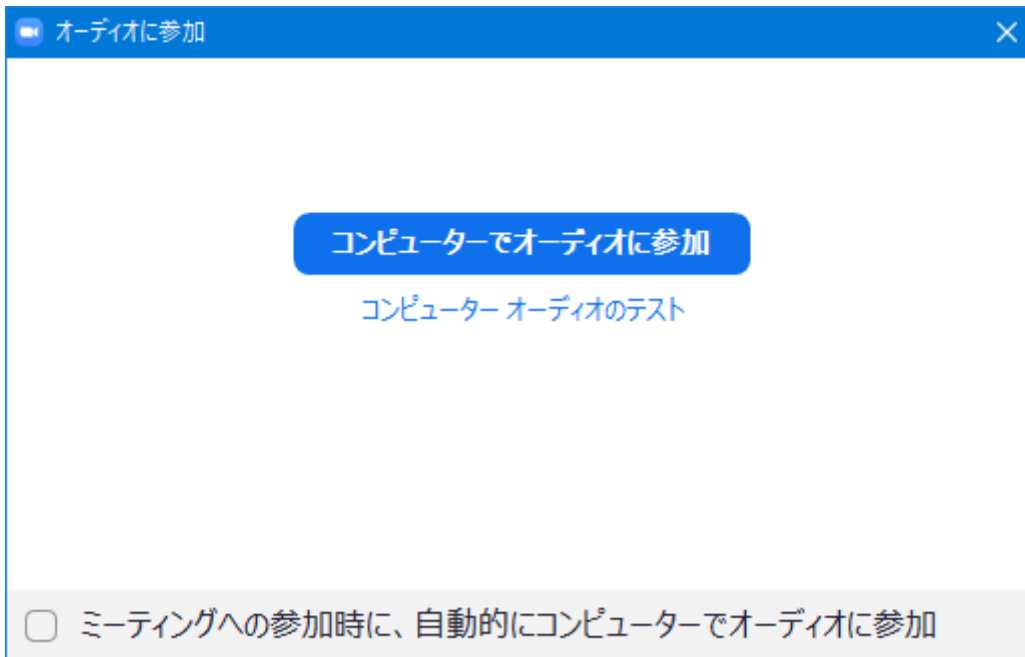 オーディオに参加
コンピューターでオーディオに参加
コンピューター オーディオのテスト
ミーティングへの参加時に、自動的にコンピューターでオーディオに参加